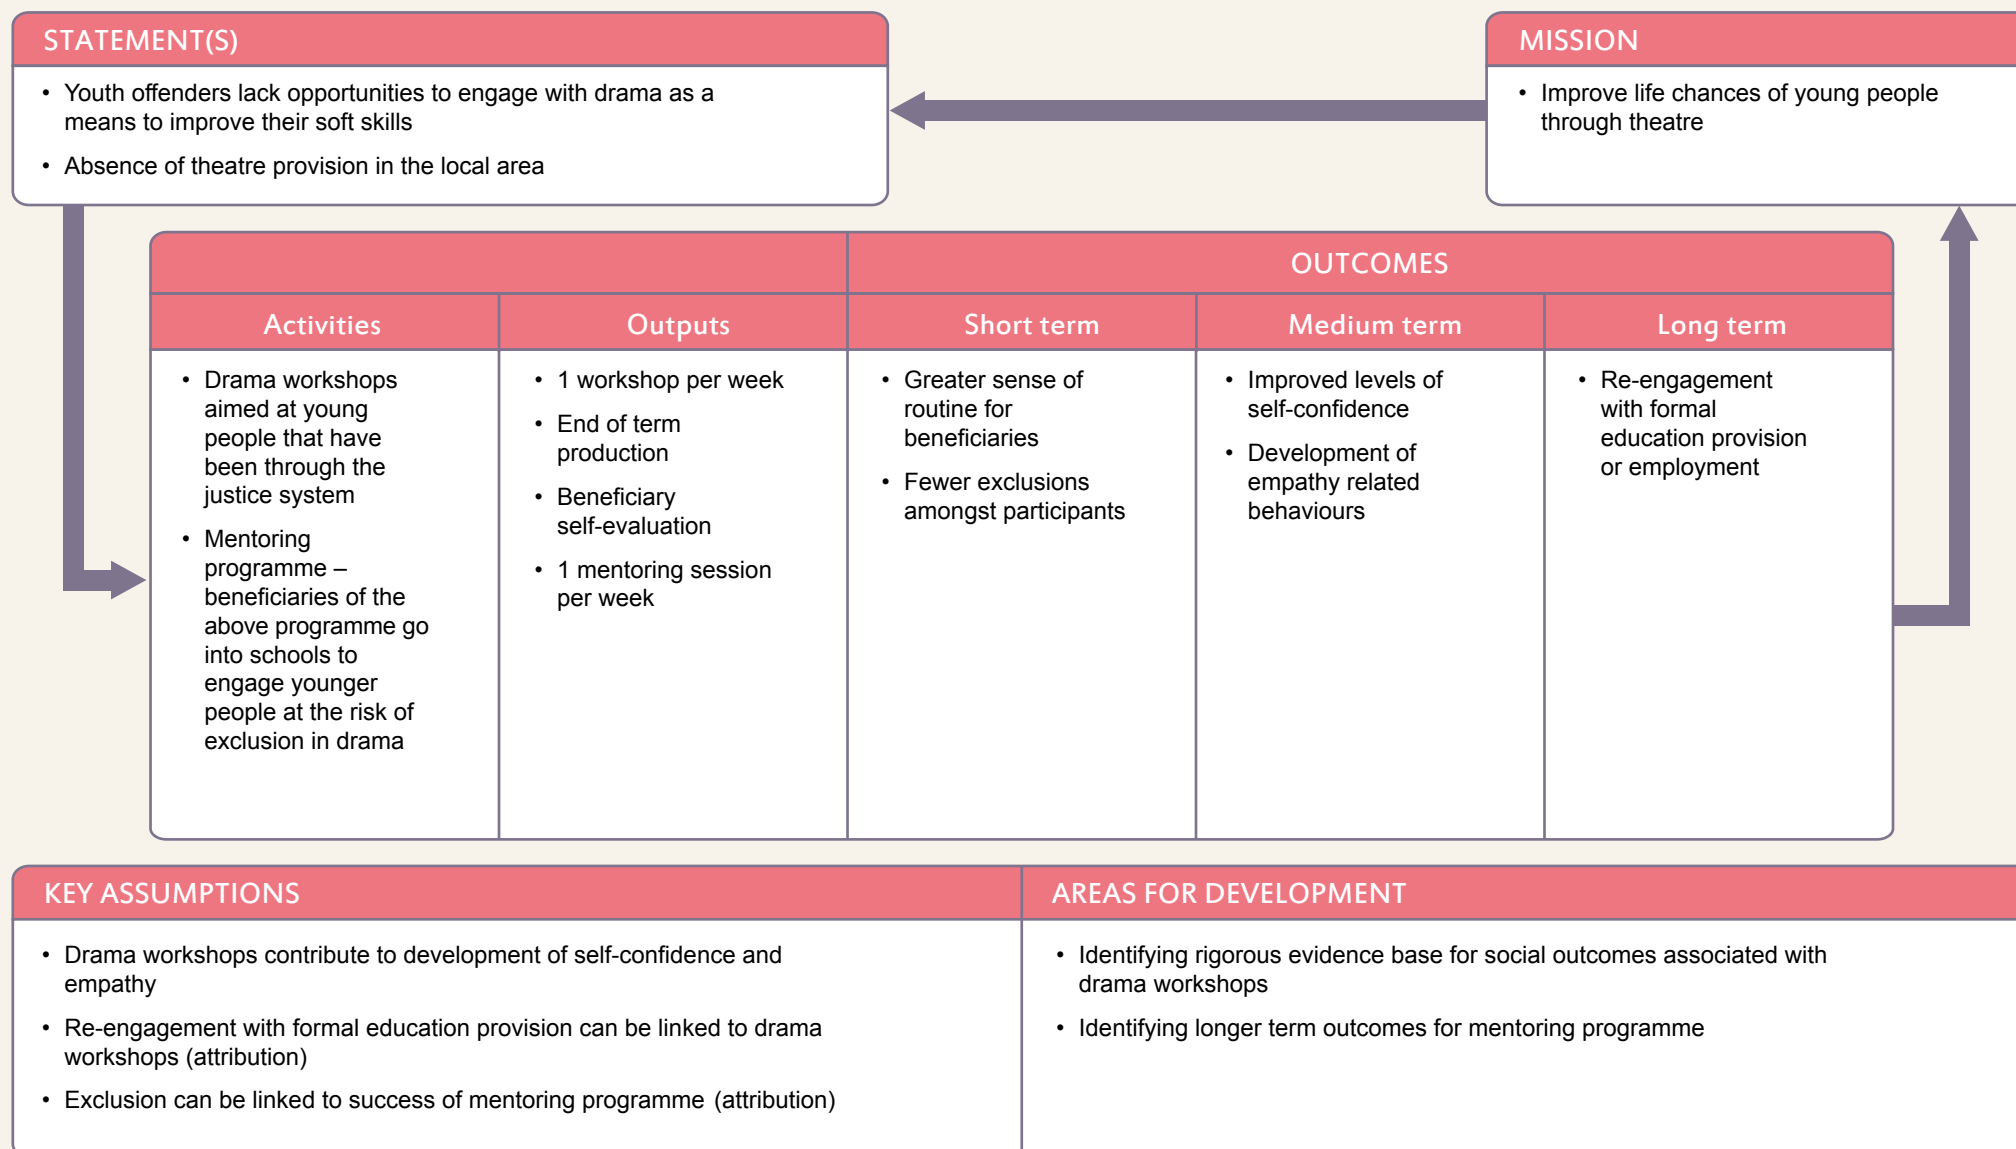 STATEMENT(S)
• Youth offenders lack opportunities to engage with drama as a
means to improve their soft skills
• Absence of theatre provision in the local area
MISSION
• Improve life chances of young people
through theatre
OUTCOMES
Activities
Outputs
Short term
Medium term
Long term
• Drama workshops
aimed at young
people that have
been through the
justice system
• Mentoring
programme –
beneficiaries of the
above programme go
into schools to
engage younger
people at the risk of
exclusion in drama
• 1 workshop per week
• End of term
production
• Beneficiary
self-evaluation
• 1 mentoring session
per week
• Greater sense of
routine for
beneficiaries
• Fewer exclusions
amongst participants
• Improved levels of
self-confidence
• Development of
empathy related
behaviours
• Re-engagement
with formal
education provision
or employment
KEY ASSUMPTIONS
• Drama workshops contribute to development of self-confidence and
empathy
• Re-engagement with formal education provision can be linked to drama
workshops (attribution)
• Exclusion can be linked to success of mentoring programme (attribution)
AREAS FOR DEVELOPMENT
• Identifying rigorous evidence base for social outcomes associated with
drama workshops
• Identifying longer term outcomes for mentoring programme